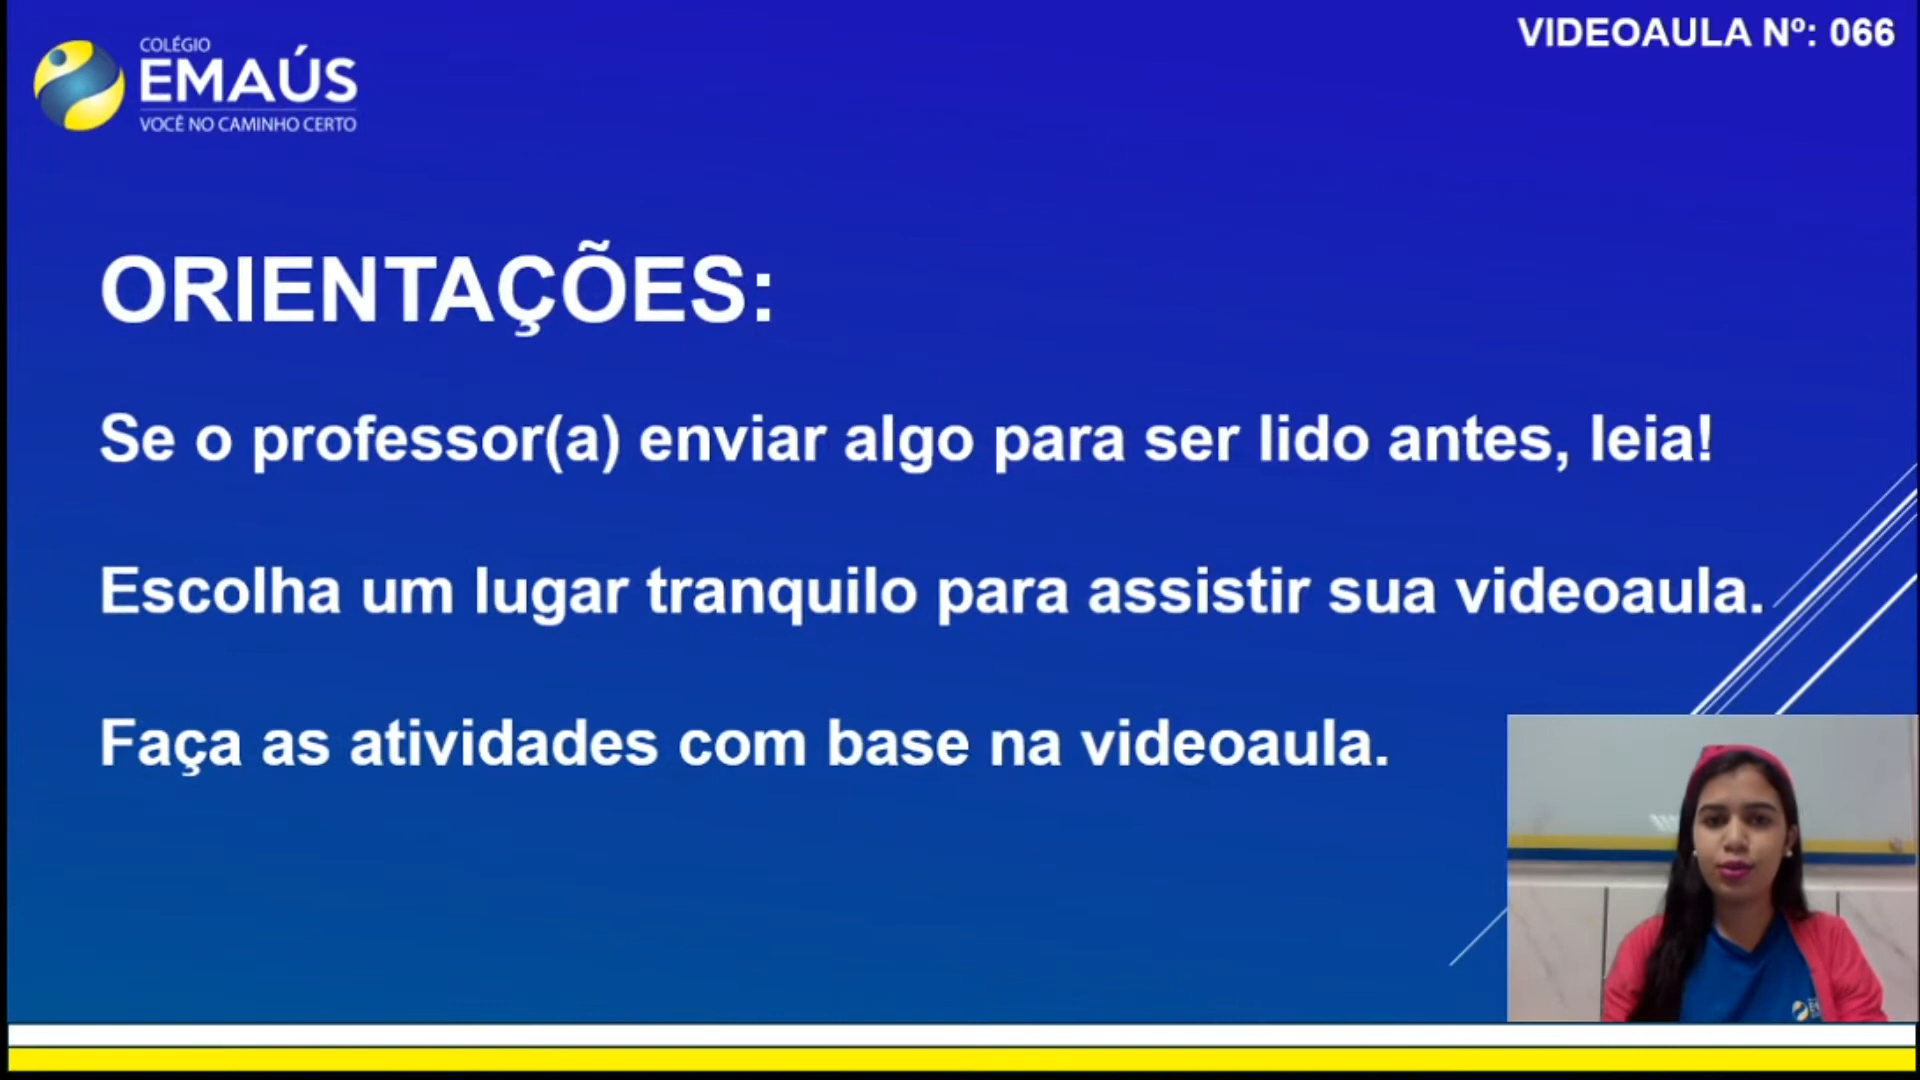 COLÉGIO
EMAÚS
VOCÊ NO CAMINHO CERTO
VIDEOAULA Nº: 066
ORIENTAÇÕES:
Se o professor(a) enviar algo para ser lido antes, leia!
Escolha um lugar tranquilo para assistir sua videoaula.
Faça as atividades com base na videoaula.